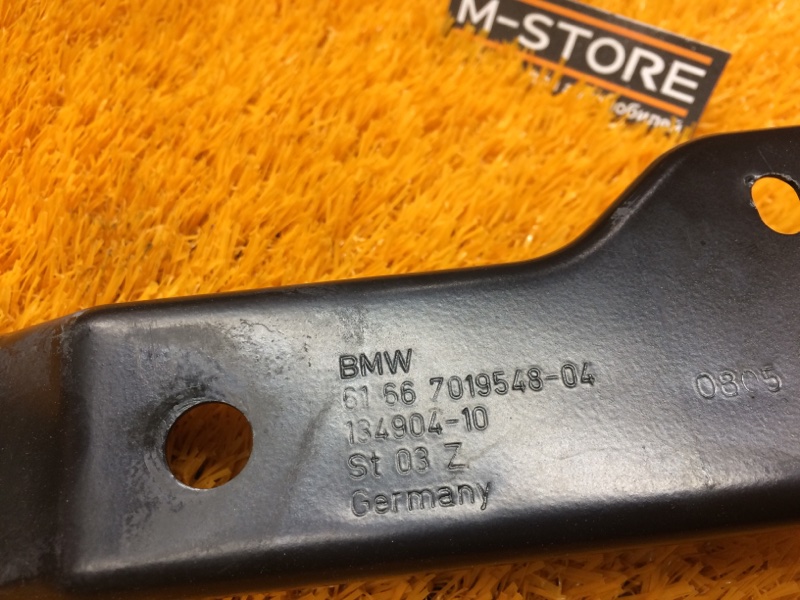 M-STORE
BMW
61 66 7019548-04
0805
134904-10
St 03 Z
Germany